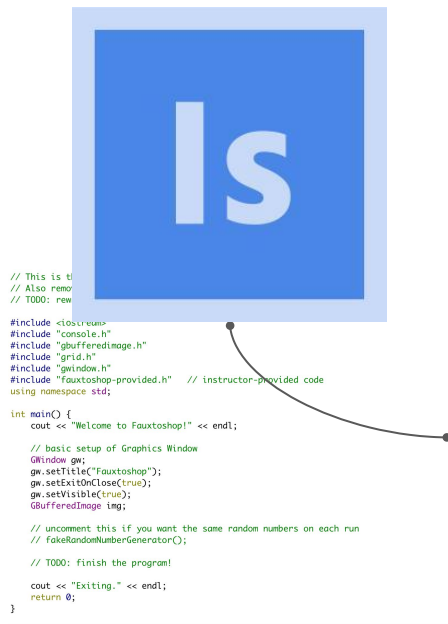 Is
// This is
// Also
// TODO:
#include <iostream>
#include "console.h"
#include "gbufferedimage.h"
#include "grid.h"
#include "gwindow.h"
#include "fauxtoshop-provided.h"   // instructor-provided code
using namespace std;
int main() {
    cout << "Welcome to Fauxtoshop!" << endl;
    // basic setup of Graphics Window
    GWindow gw;
    gw.setTitle("Fauxtoshop");
    gw.setExitOnClose(true);
    gw.setVisible(true);
    GBufferedImage img;
    // uncomment this if you want the same random numbers on each run
    // fakeRandomNumberGenerator();
    // TODO: finish the program!
    cout << "Exiting." << endl;
    return 0;
}